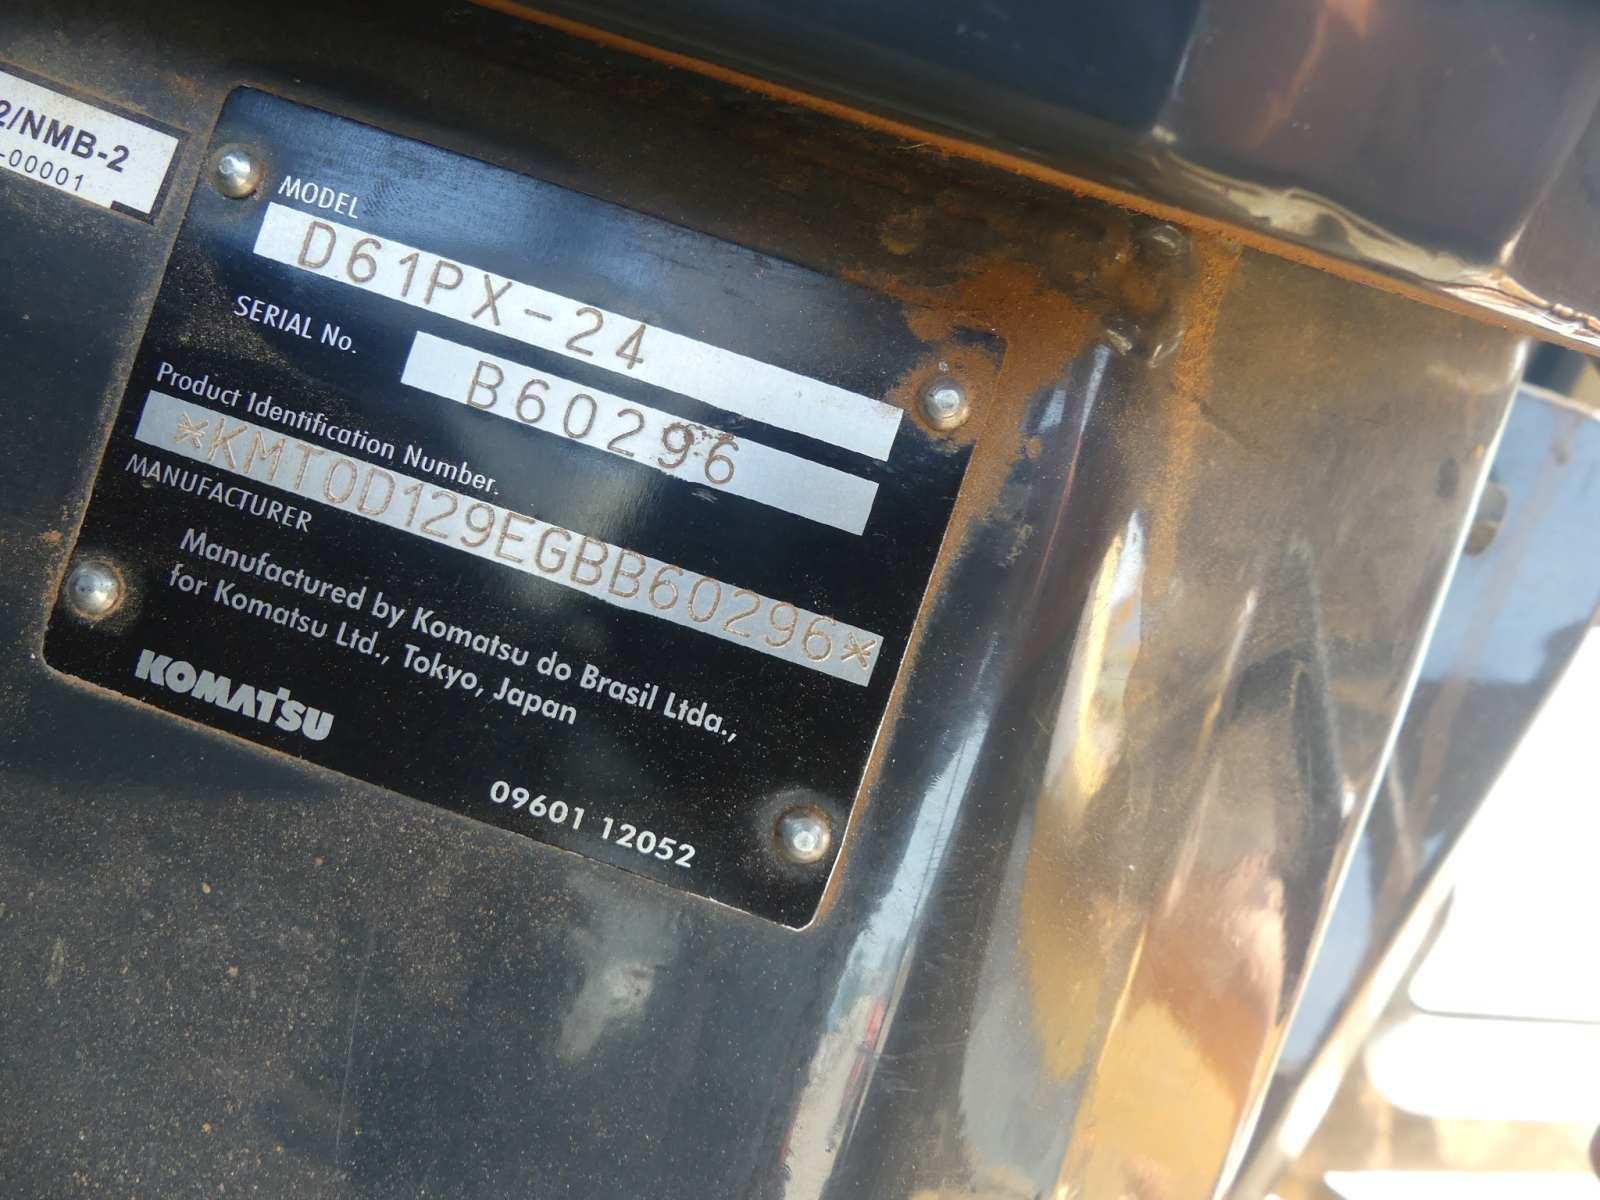 2/NMB-2
-00001
MODEL
D61PX-24
SERIAL No.
B60296
Product Identification Number.
*KMT0D129EGBB60296*
MANUFACTURER
Manufactured by Komatsu do Brasil Ltda.,
for Komatsu Ltd., Tokyo, Japan
KOMATSU
09601 12052